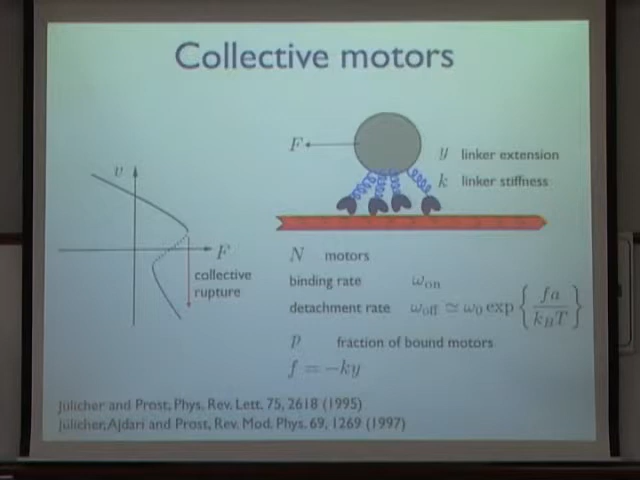 Collective motors
F
y linker extension
k linker stiffness
υ
F
collective
rupture
N motors
binding rate ω_on
detachment rate ω_off ≃ ω_0 exp { fa / k_B T }
p fraction of bound motors
f = −ky
Jülicher and Prost, Phys. Rev. Lett. 75, 2618 (1995)
Jülicher, Ajdari and Prost, Rev. Mod. Phys. 69, 1269 (1997)